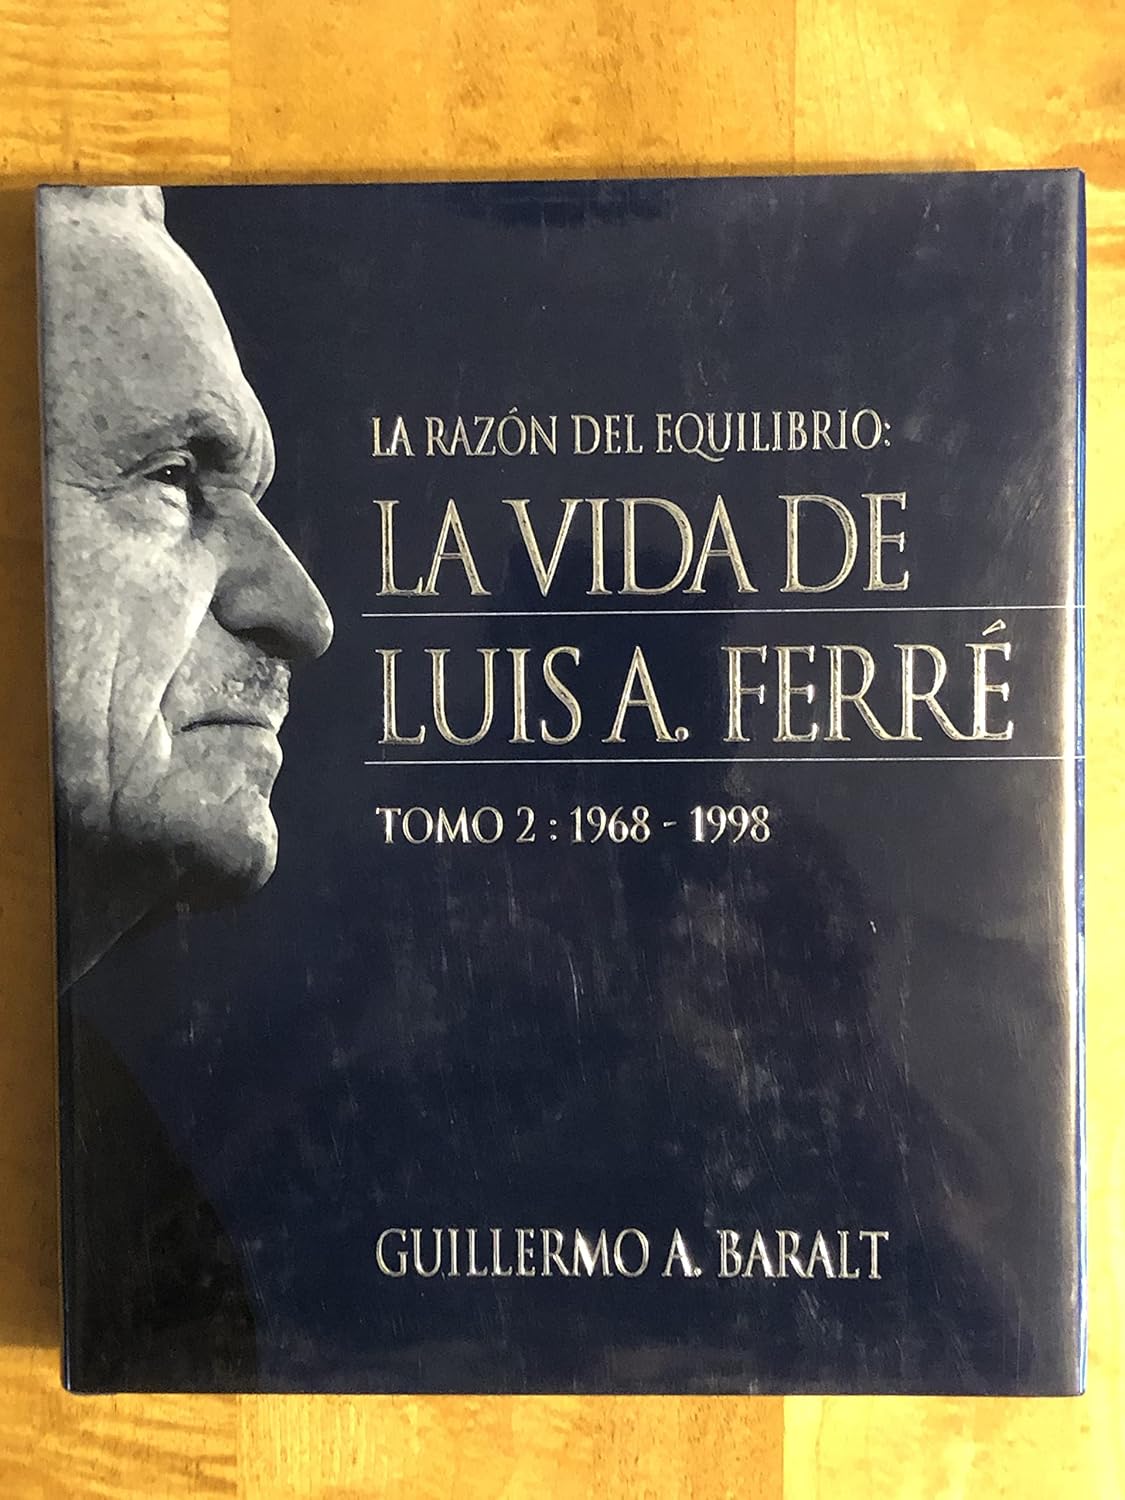 LA RAZÓN DEL EQUILIBRIO:
LA VIDA DE
LUIS A. FERRÉ
TOMO 2 : 1968 - 1998
GUILLERMO A. BARALT